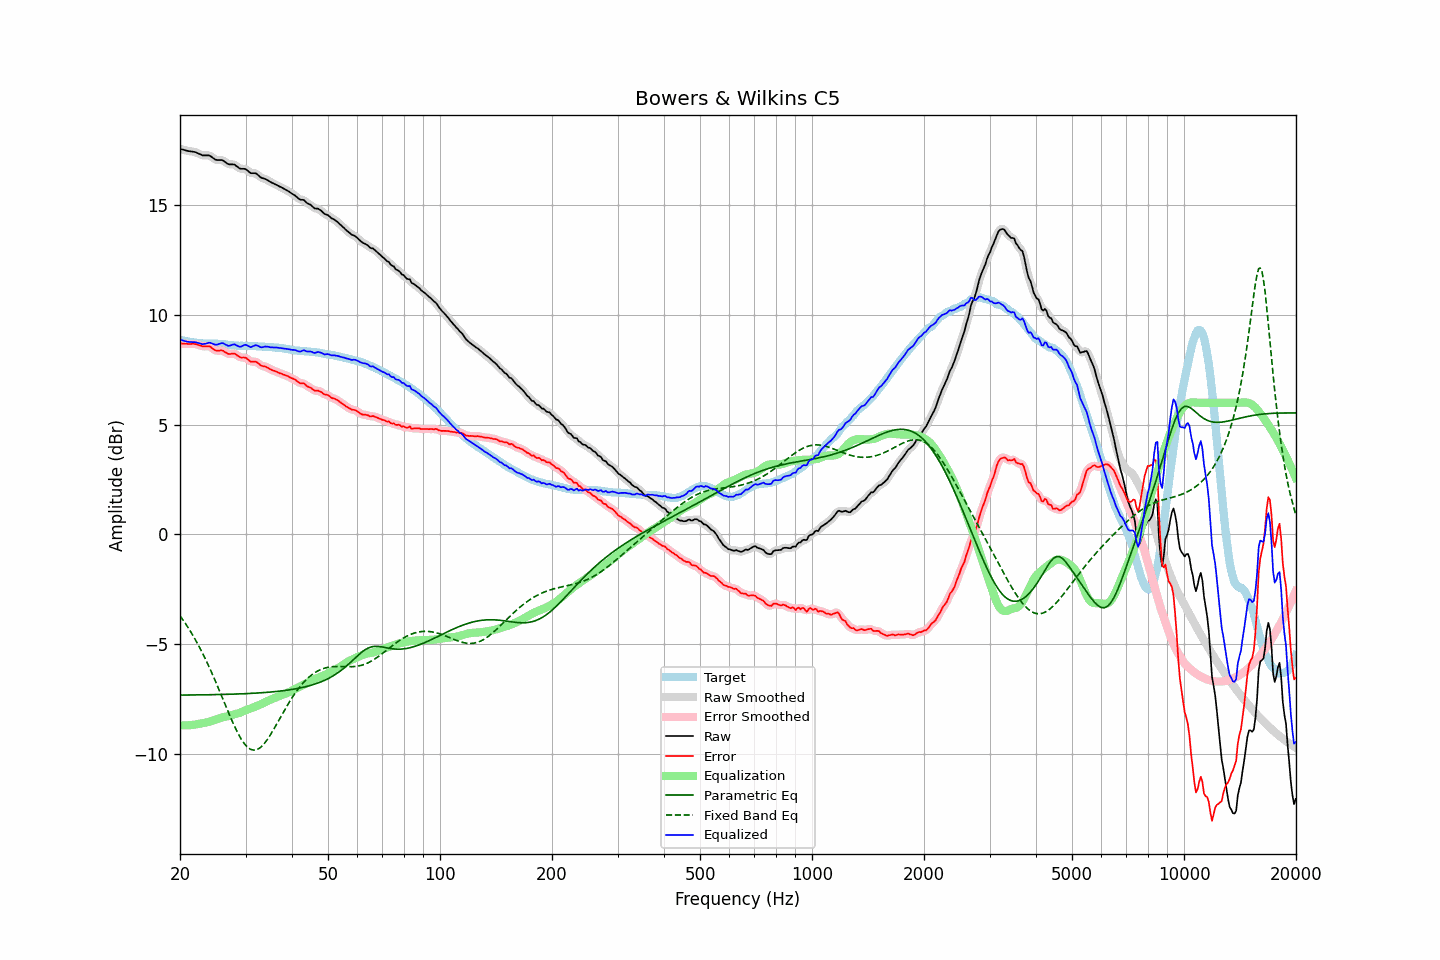 Bowers & Wilkins C5
Amplitude (dBr)
15
10
5
0
−5
−10
Target
Raw Smoothed
Error Smoothed
Raw
Error
Equalization
Parametric Eq
Fixed Band Eq
Equalized
20 50 100 200 500 1000 2000 5000 10000 20000
Frequency (Hz)